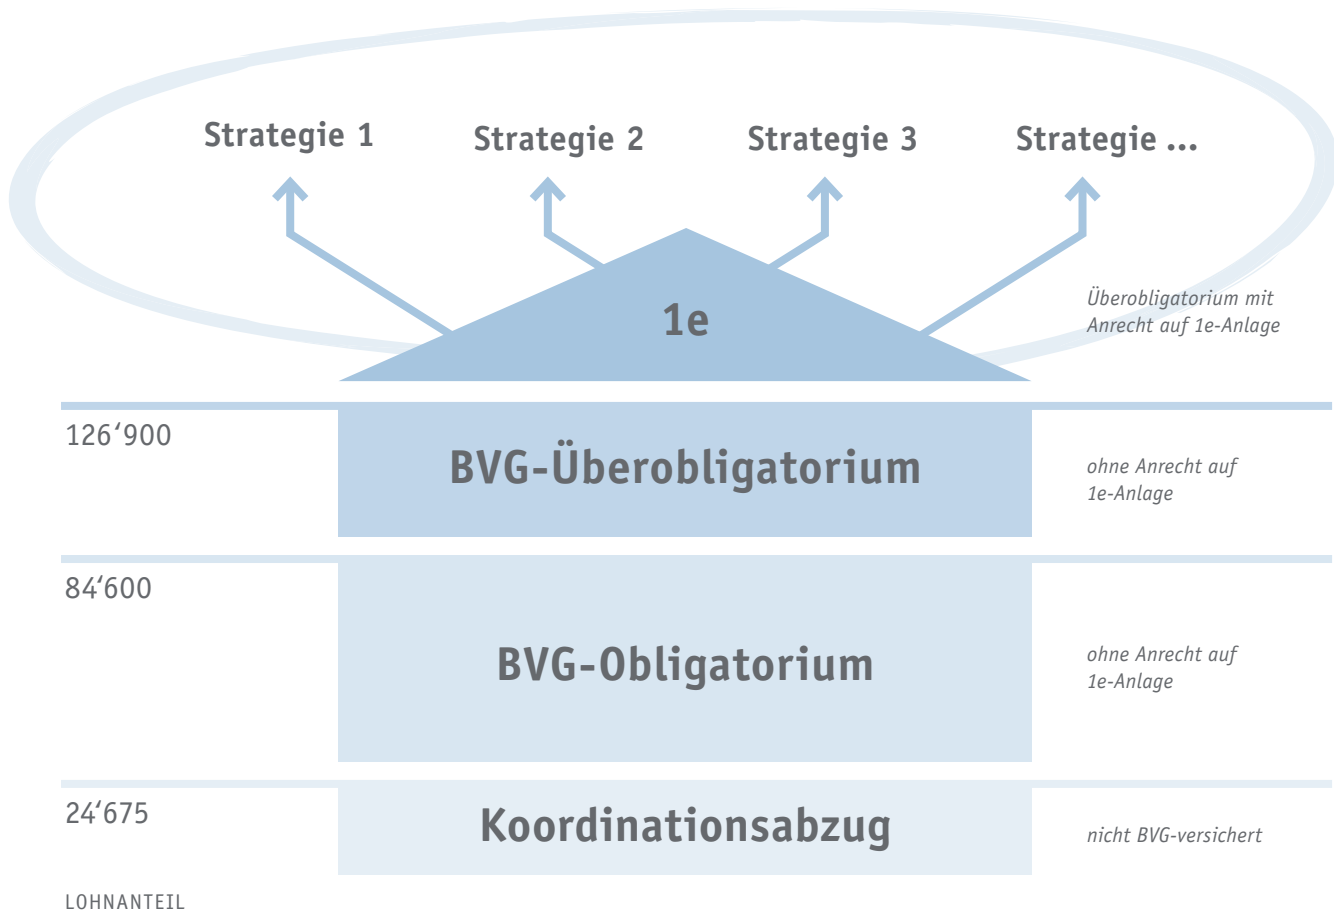 Strategie 1
Strategie 2
Strategie 3
Strategie ...
1e
Überobligatorium mit
Anrecht auf 1e-Anlage
126‘900
BVG-Überobligatorium
ohne Anrecht auf
1e-Anlage
84‘600
BVG-Obligatorium
ohne Anrecht auf
1e-Anlage
24‘675
Koordinationsabzug
nicht BVG-versichert
LOHNANTEIL